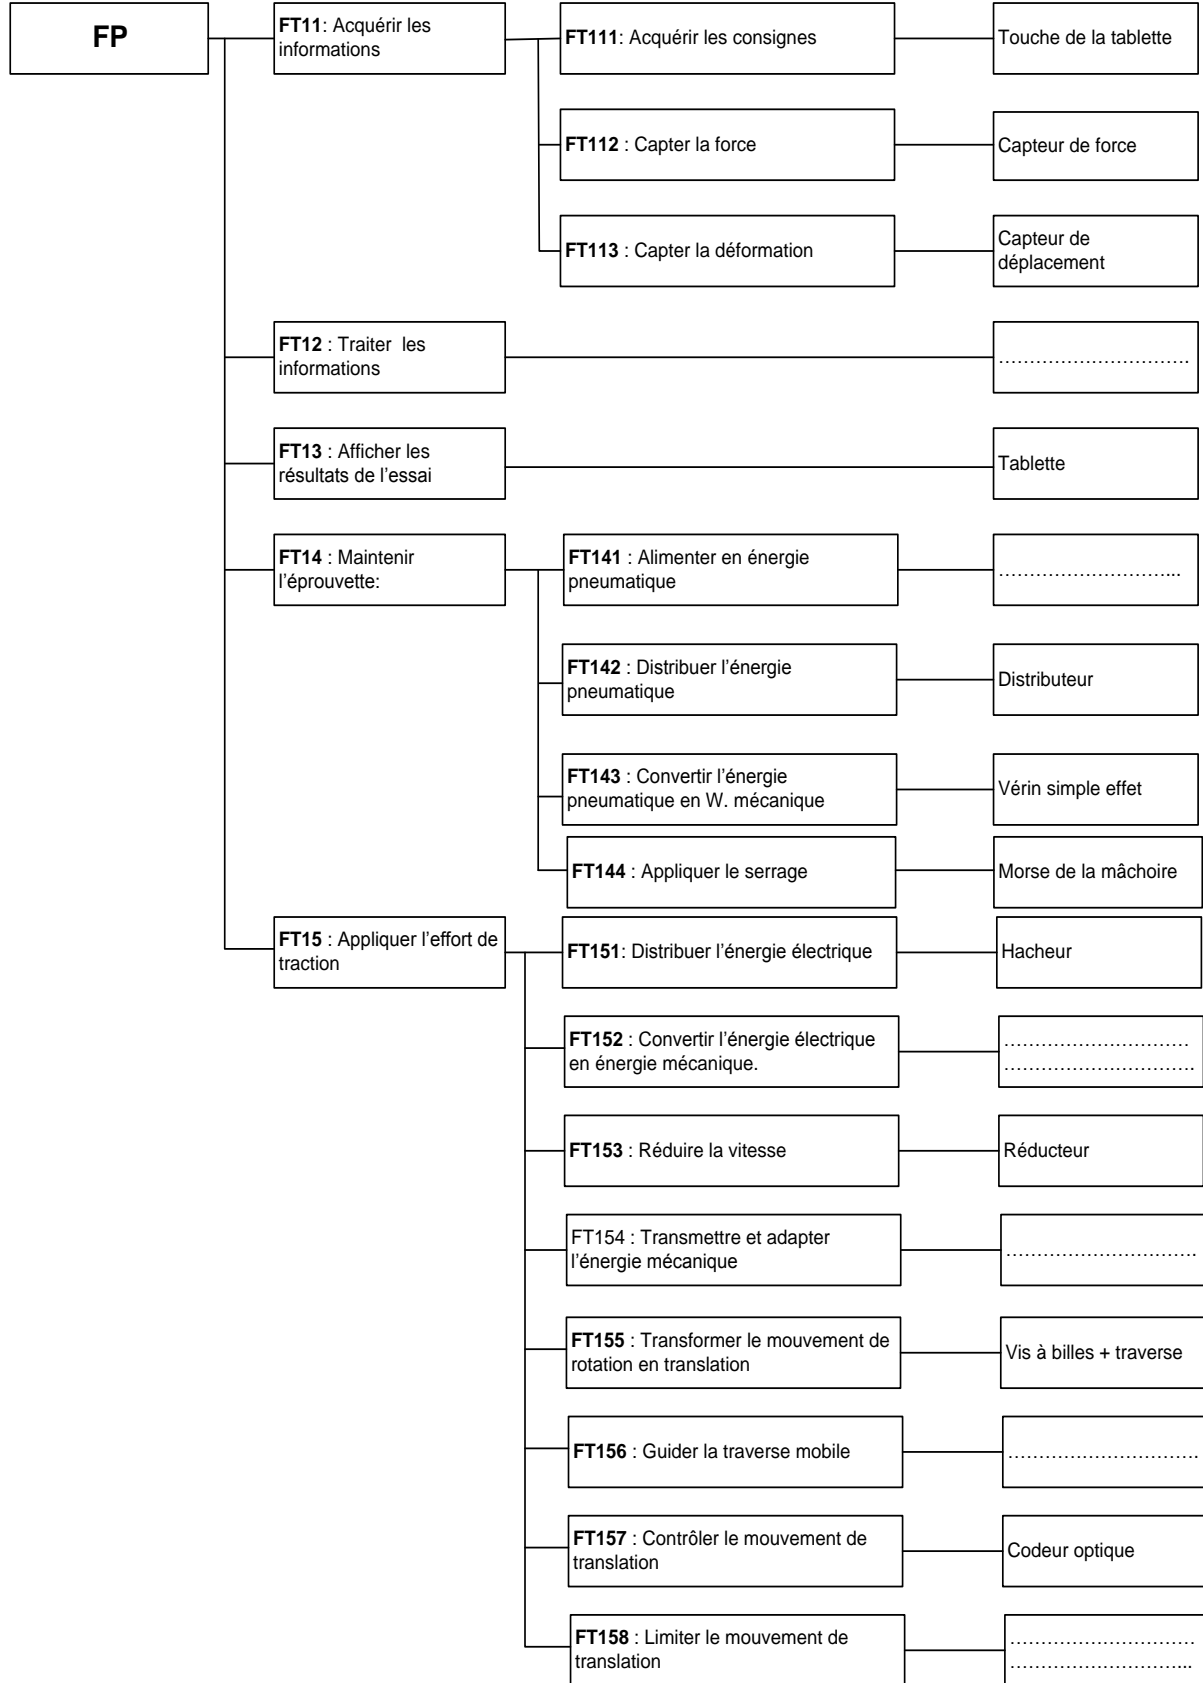 FP
FT11: Acquérir les
informations
FT111: Acquérir les consignes
Touche de la tablette
FT112 : Capter la force
Capteur de force
FT113 : Capter la déformation
Capteur de
déplacement
FT12 : Traiter les
informations
................................
FT13 : Afficher les
résultats de l'essai
Tablette
FT14 : Maintenir
l'éprouvette:
FT141 : Alimenter en énergie
pneumatique
..............................
FT142 : Distribuer l'énergie
pneumatique
Distributeur
FT143 : Convertir l'énergie
pneumatique en W. mécanique
Vérin simple effet
FT144 : Appliquer le serrage
Morse de la mâchoire
FT15 : Appliquer l'effort de
traction
FT151: Distribuer l'énergie électrique
Hacheur
FT152 : Convertir l'énergie électrique
en énergie mécanique.
..............................
...............................
FT153 : Réduire la vitesse
Réducteur
FT154 : Transmettre et adapter
l'énergie mécanique
...............................
FT155 : Transformer le mouvement de
rotation en translation
Vis à billes + traverse
FT156 : Guider la traverse mobile
...............................
FT157 : Contrôler le mouvement de
translation
Codeur optique
FT158 : Limiter le mouvement de
translation
..............................
..............................